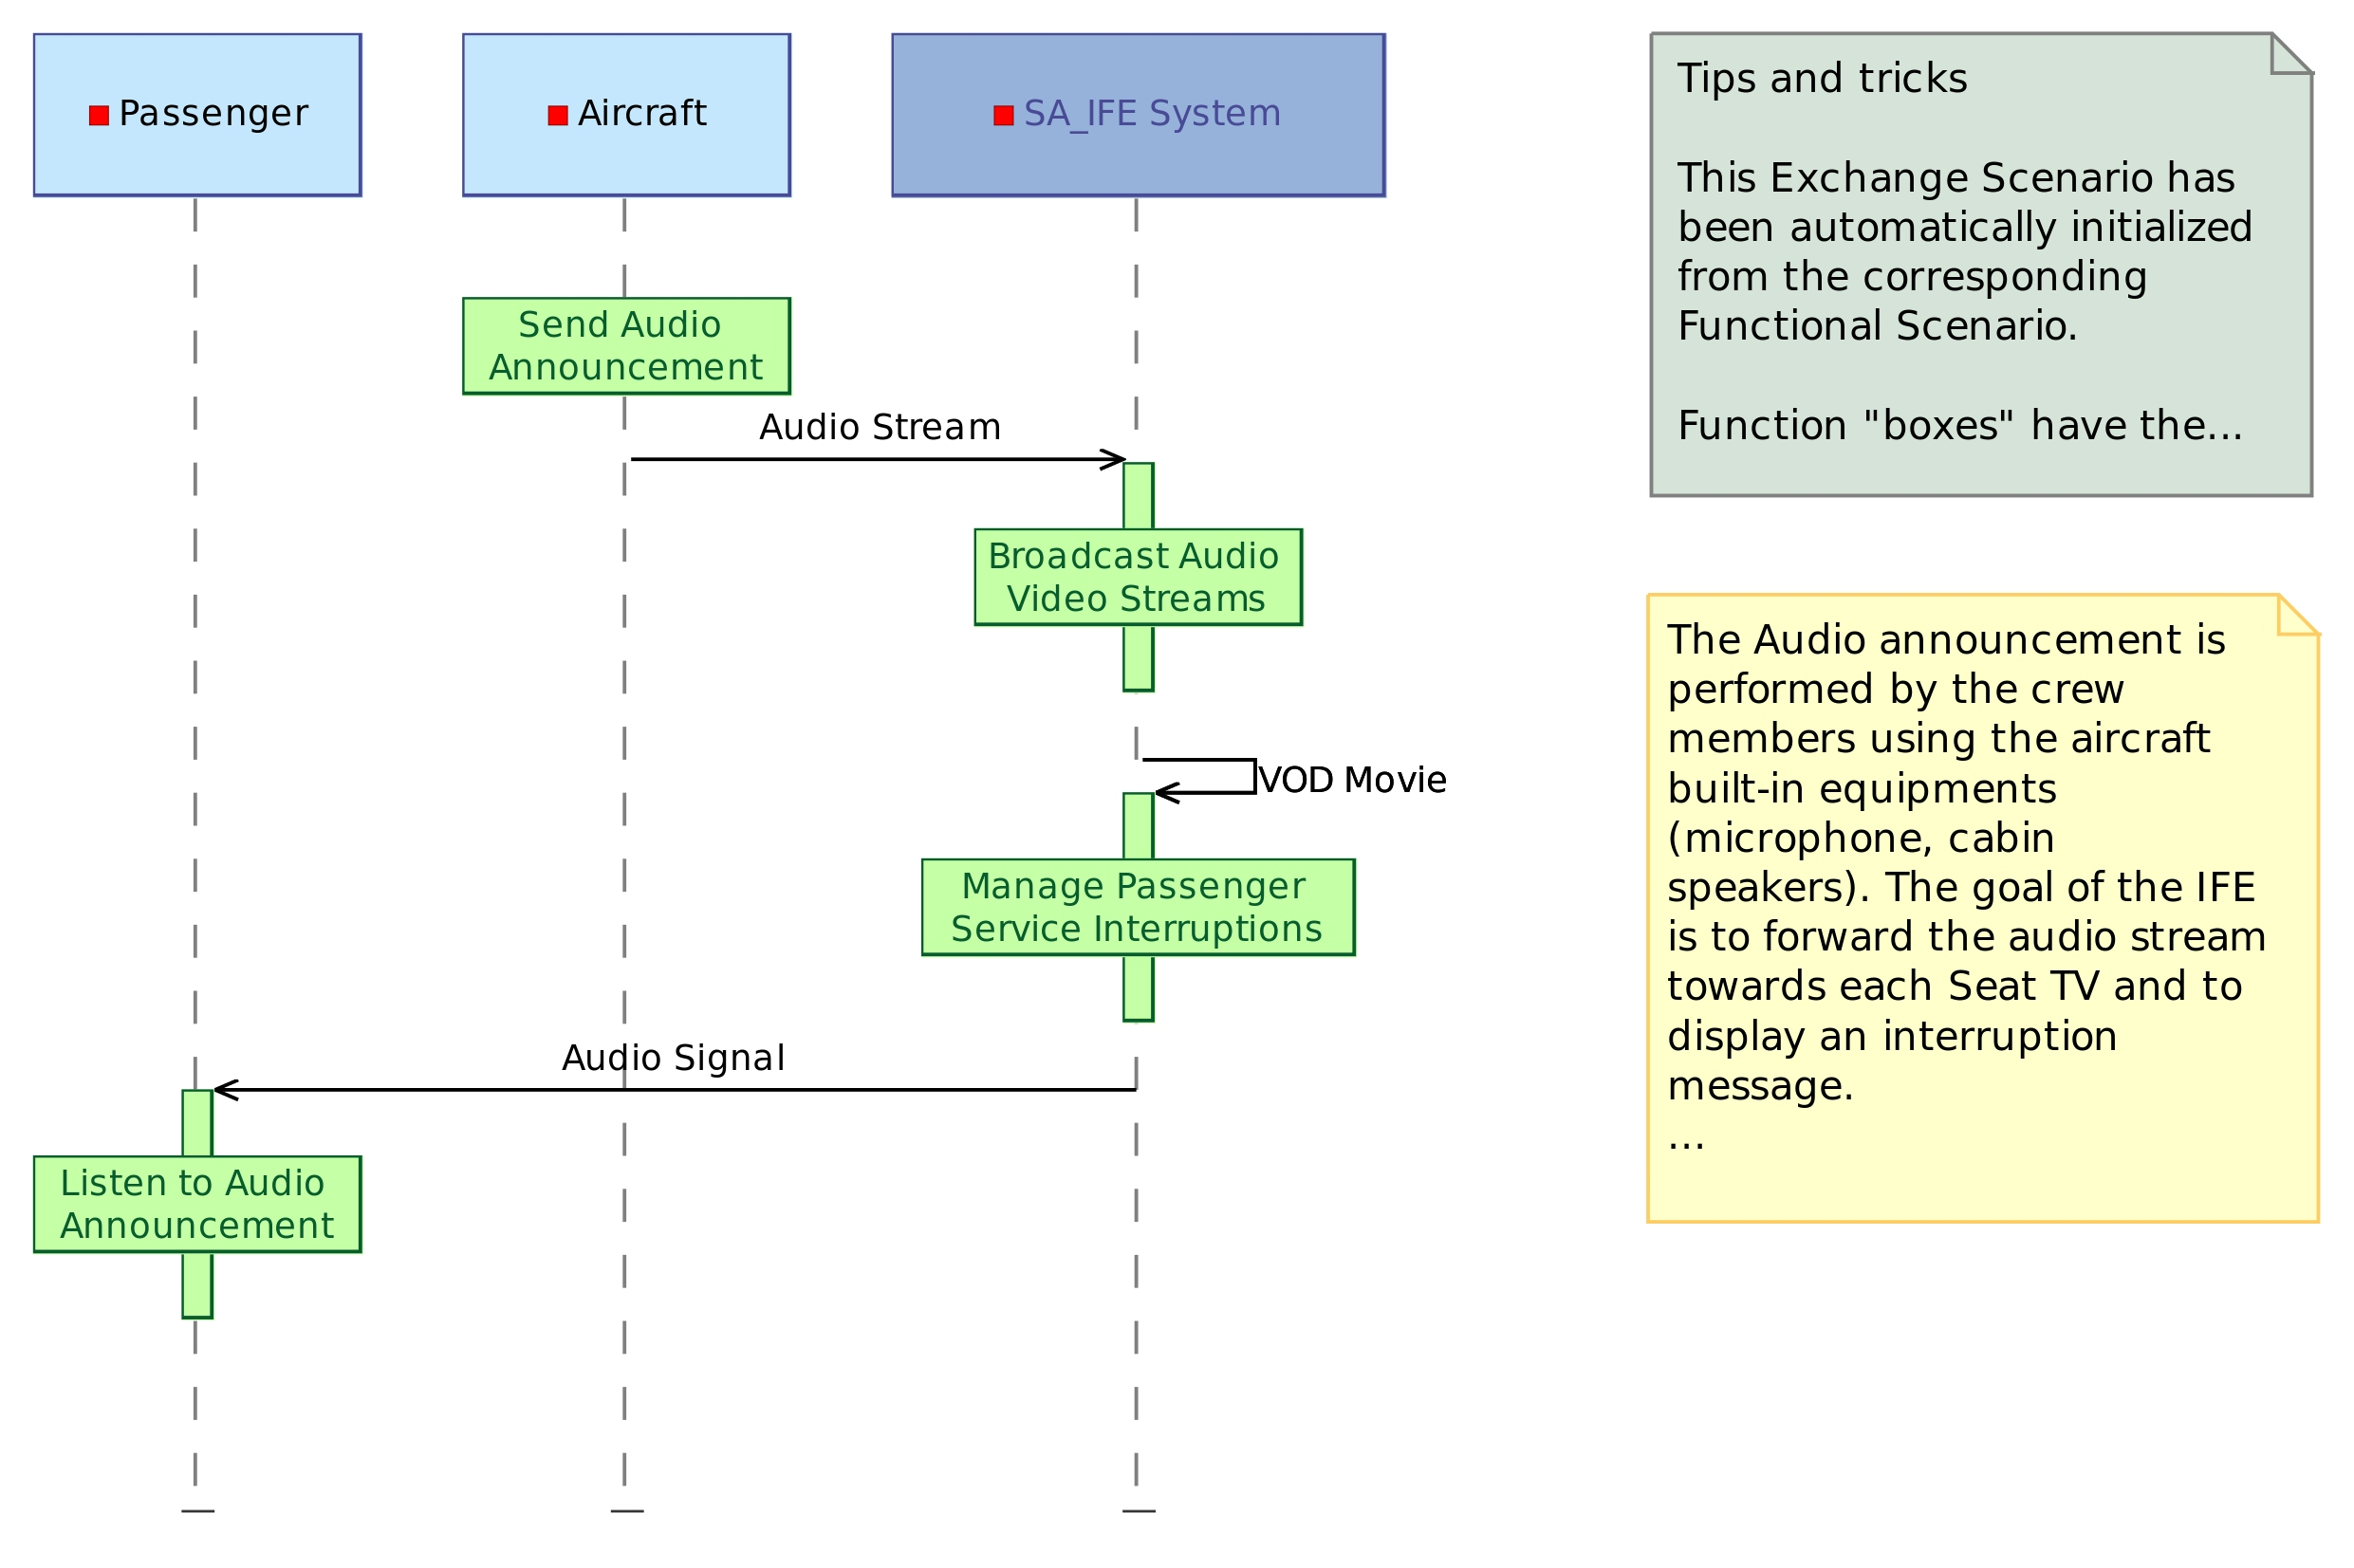 Passenger
Aircraft
SA_IFE System
Send Audio
Announcement
Audio Stream
Broadcast Audio
Video Streams
VOD Movie
Manage Passenger
Service Interruptions
Audio Signal
Listen to Audio
Announcement
Tips and tricks
This Exchange Scenario has
been automatically initialized
from the corresponding
Functional Scenario.
Function "boxes" have the...
The Audio announcement is
performed by the crew
members using the aircraft
built-in equipments
(microphone, cabin
speakers). The goal of the IFE
is to forward the audio stream
towards each Seat TV and to
display an interruption
message.
...